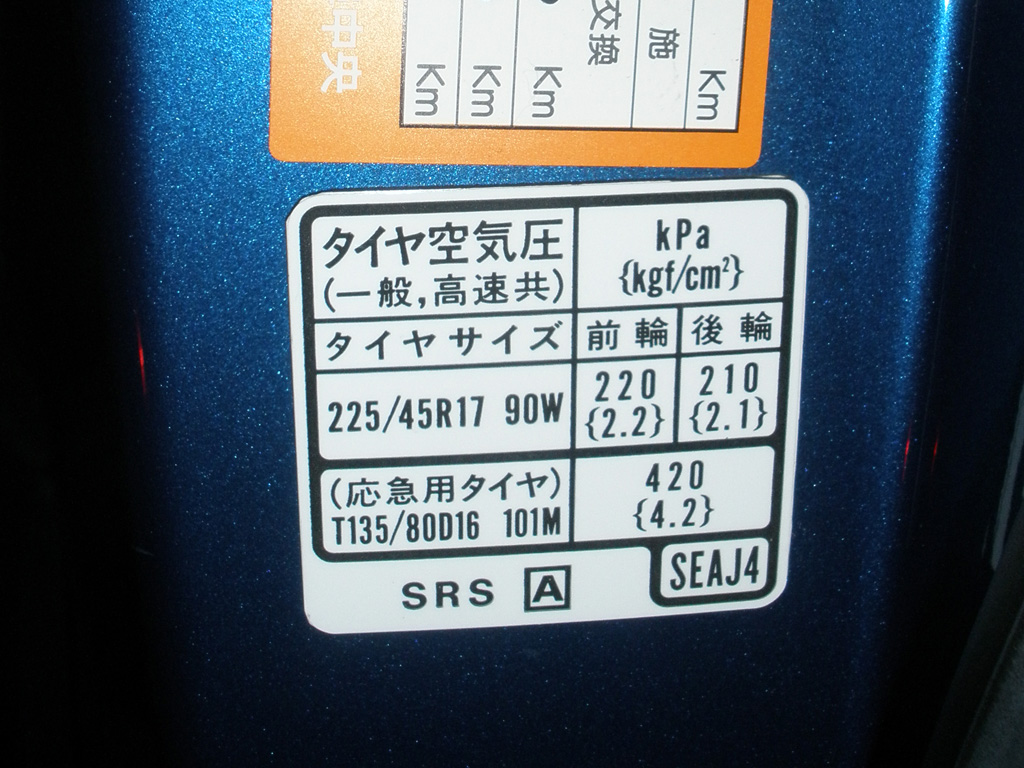 中央
Km
Km
Km
交換
施
Km
タイヤ空気圧
(一般,高速共)
kPa
{kgf/cm²}
タイヤサイズ
前輪
後輪
225/45R17 90W
220
{2.2}
210
{2.1}
(応急用タイヤ)
T135/80D16 101M
420
{4.2}
SRS A
SEAJ4